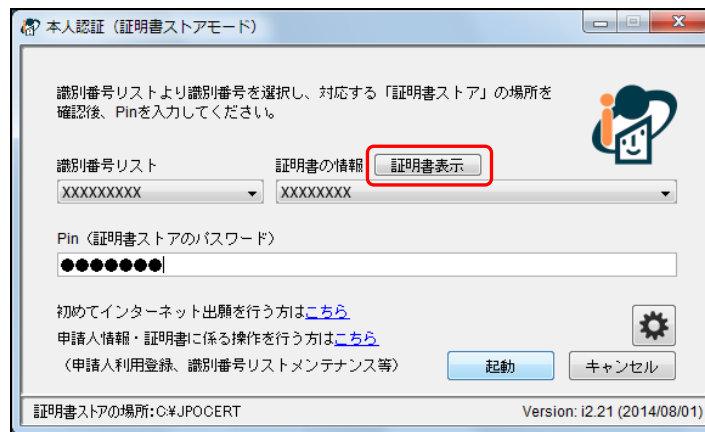 本人認証（証明書ストアモード）
識別番号リストより識別番号を選択し、対応する「証明書ストア」の場所を
確認後、Pinを入力してください。
識別番号リスト 証明書の情報 証明書表示
XXXXXXXXX XXXXXXXX
Pin（証明書ストアのパスワード）
●●●●●●●
初めてインターネット出願を行う方はこちら
申請人情報・証明書に係る操作を行う方はこちら
（申請人利用登録、識別番号リストメンテナンス等） 起動 キャンセル
証明書ストアの場所:C:¥JPOCERT Version: i2.21 (2014/08/01)